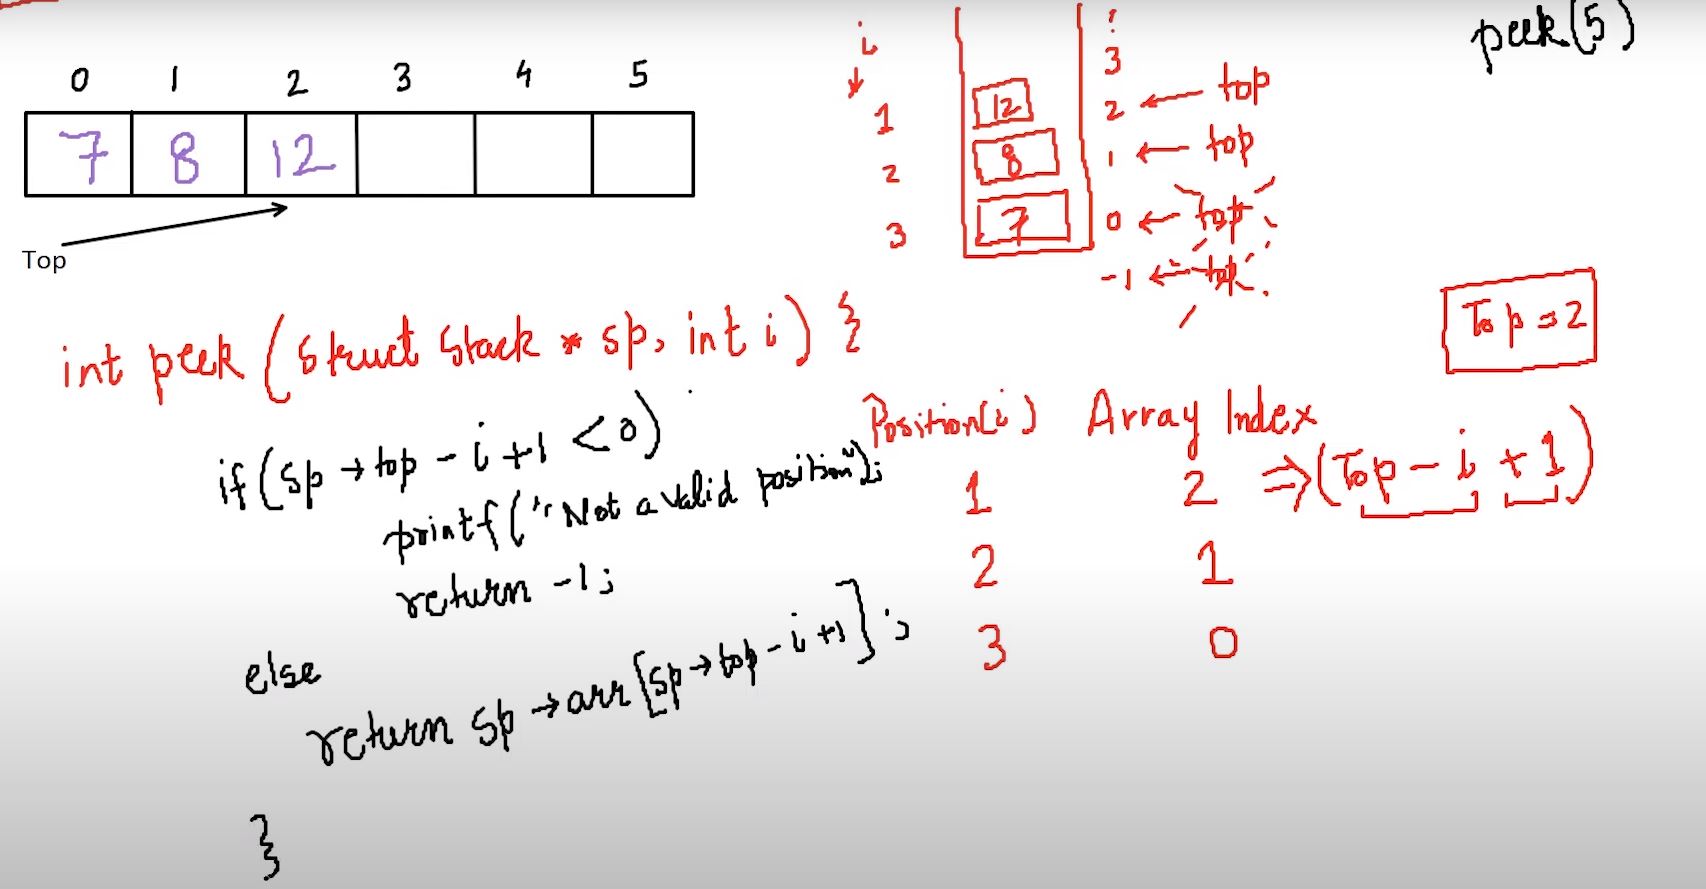 0 1 2 3 4 5
7 8 12
Top
i
1
2
3
12
8
7
3
2 ← top
1 ← top
0 ← top
-1 ← top
peek(5)
Top=2
int peek (struct Stack * sp, int i) {
if(sp→top - i +1 <0)
printf("Not a valid position");
return -1;
else
return sp→arr[sp→top-i+1];
}
Position(i) Array Index
1 2 ⇒(Top - i + 1)
2 1
3 0